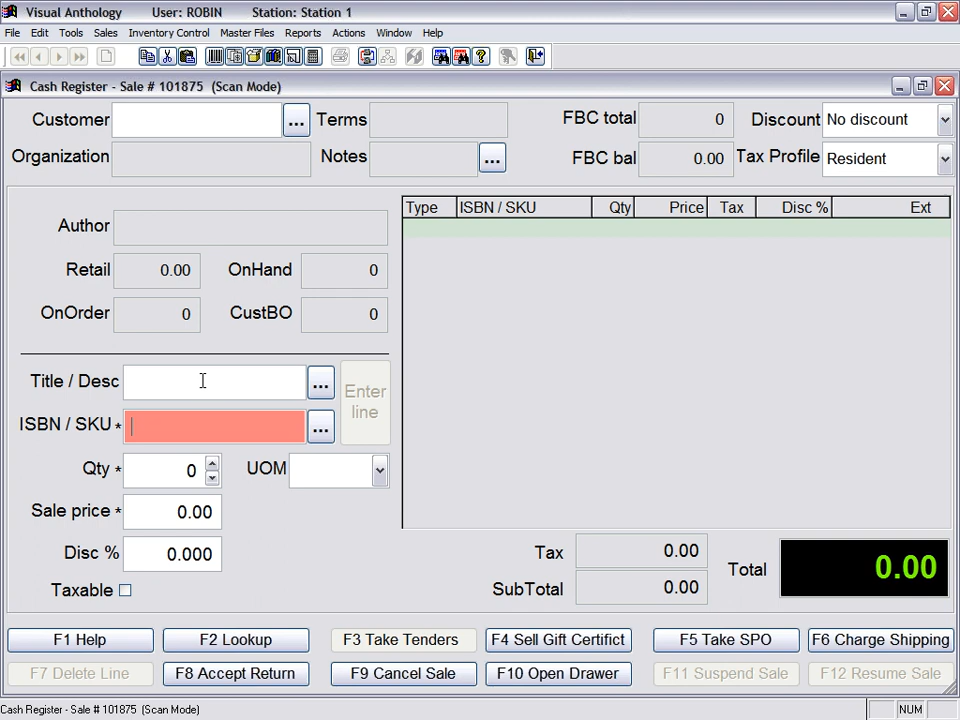 Visual Anthology User: ROBIN Station: Station 1
File Edit Tools Sales Inventory Control Master Files Reports Actions Window Help
Cash Register - Sale # 101875 (Scan Mode)
Customer ... Terms FBC total 0 Discount No discount
Organization Notes ... FBC bal 0.00 Tax Profile Resident
Author
Retail 0.00 OnHand 0
OnOrder 0 CustBO 0
Title / Desc ...
ISBN / SKU * ...
Enter
line
Qty * 0 UOM
Sale price * 0.00
Disc % 0.000
Taxable
Type ISBN / SKU Qty Price Tax Disc % Ext
Tax 0.00
SubTotal 0.00
Total 0.00
F1 Help F2 Lookup F3 Take Tenders F4 Sell Gift Certifict F5 Take SPO F6 Charge Shipping
F7 Delete Line F8 Accept Return F9 Cancel Sale F10 Open Drawer F11 Suspend Sale F12 Resume Sale
Cash Register - Sale # 101875 (Scan Mode) NUM